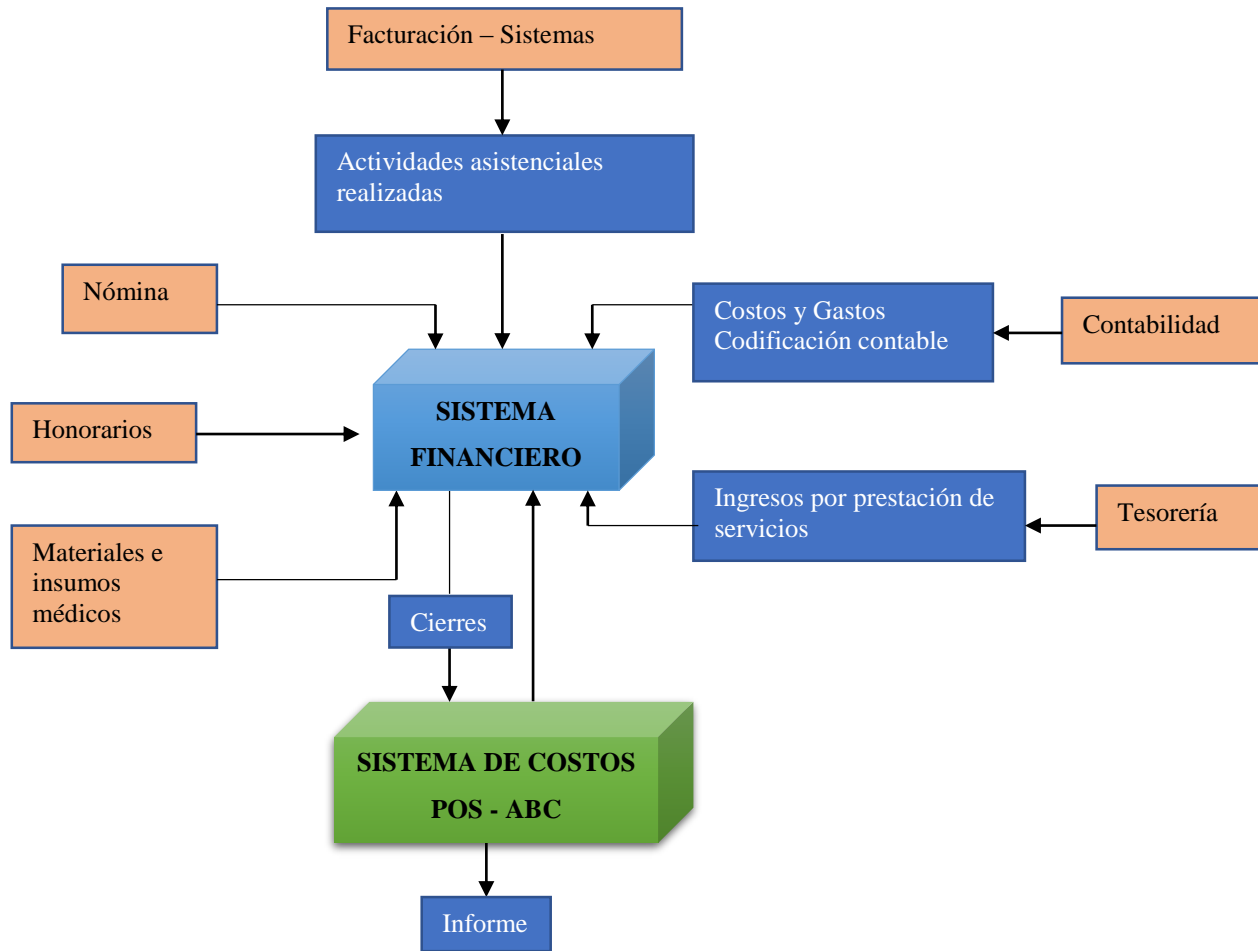 Facturación – Sistemas
Actividades asistenciales
realizadas
Nómina
Costos y Gastos
Codificación contable
Contabilidad
SISTEMA
FINANCIERO
Honorarios
Ingresos por prestación de
servicios
Tesorería
Materiales e
insumos
médicos
Cierres
SISTEMA DE COSTOS
POS - ABC
Informe